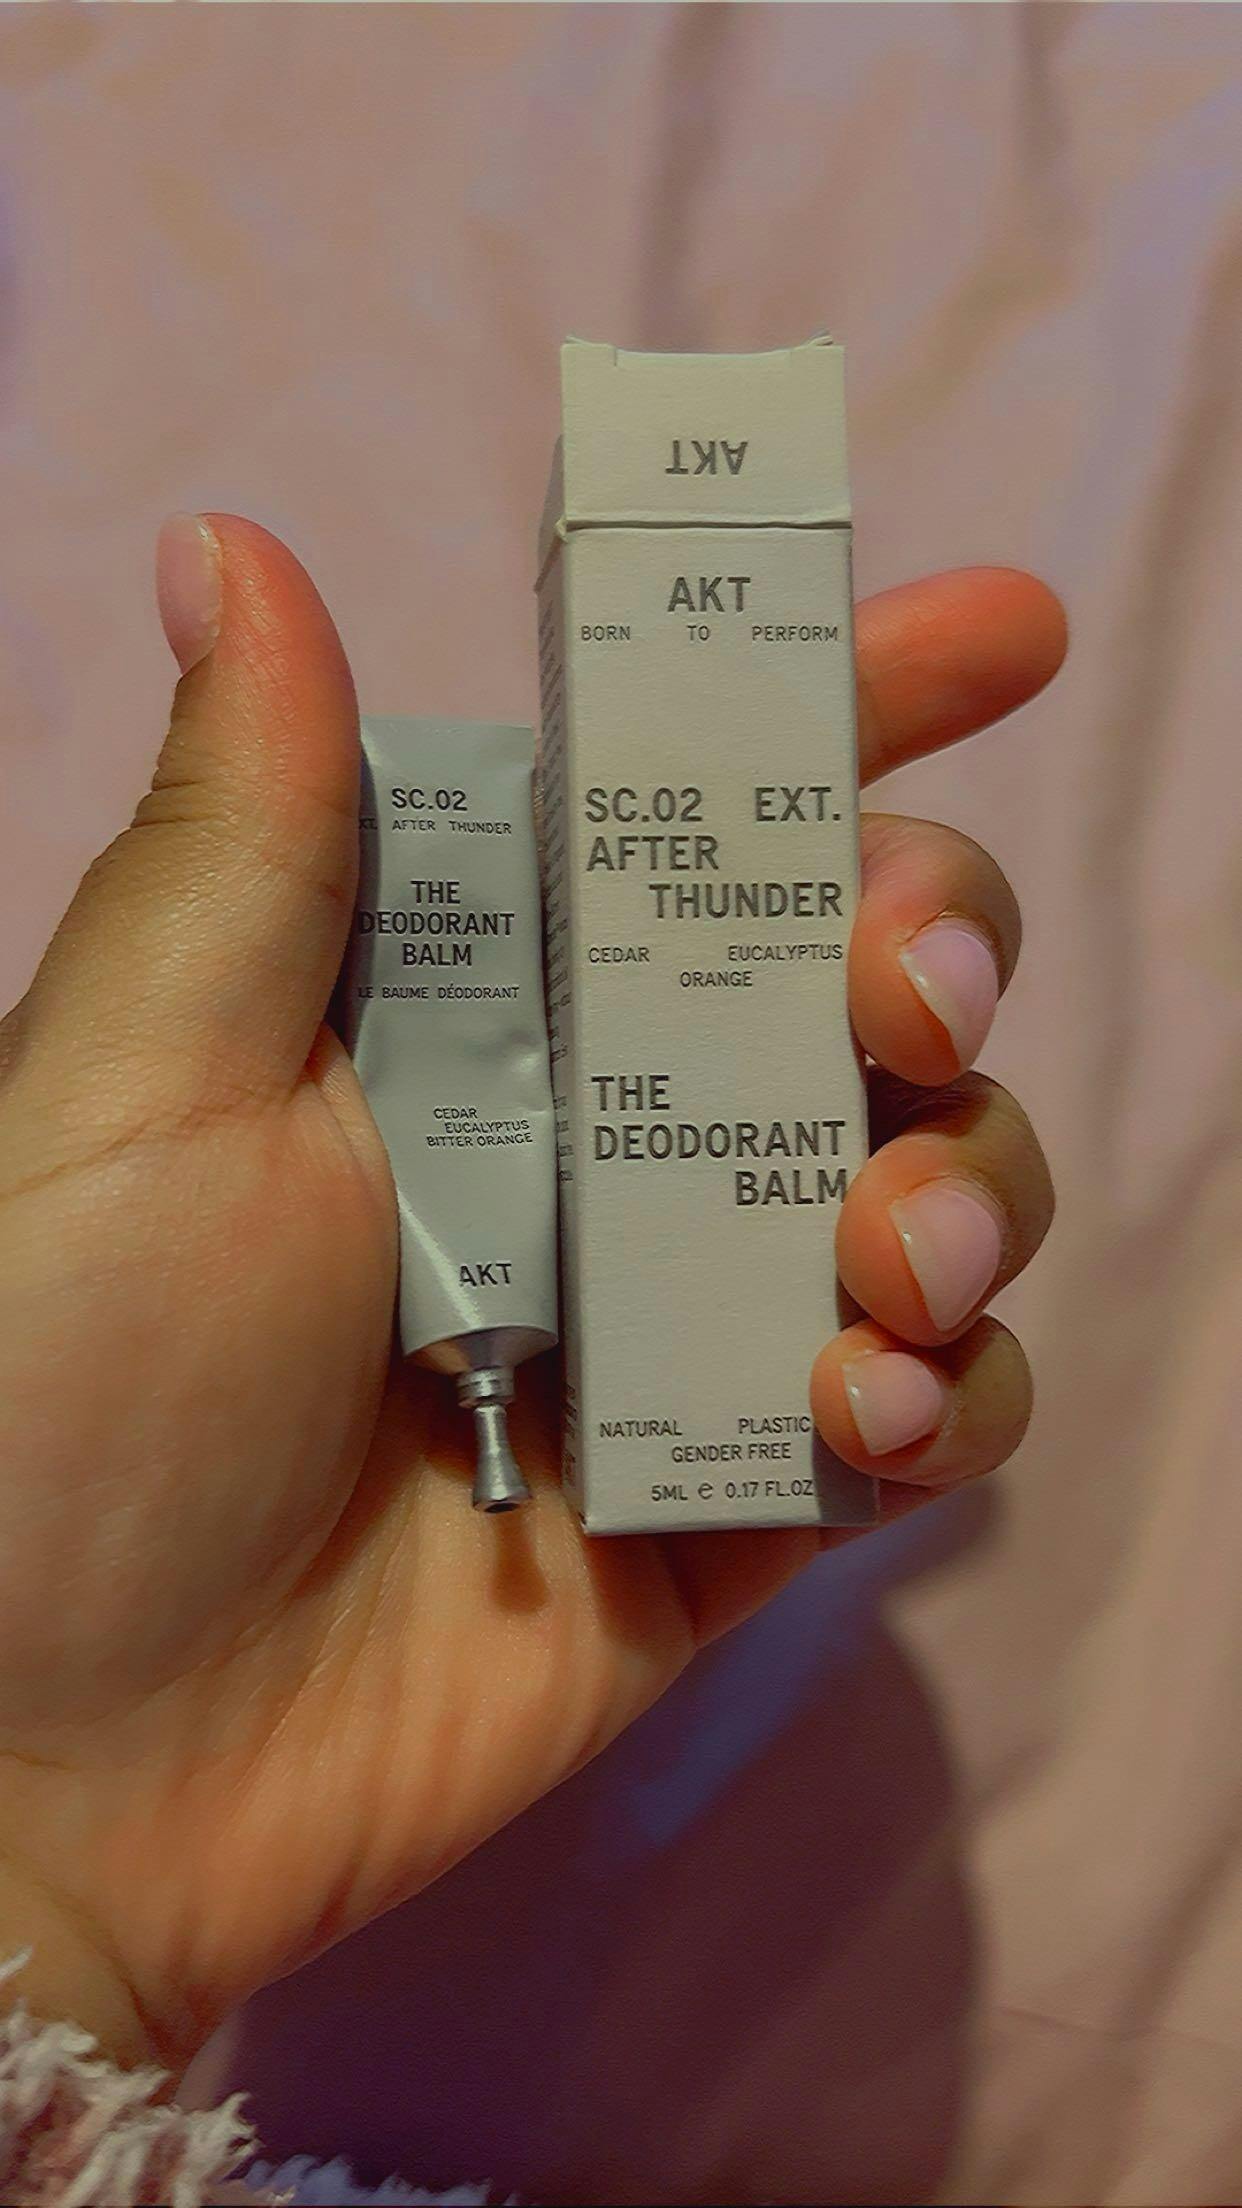 SC.02
AFTER THUNDER
THE
DEODORANT
BALM
LE BAUME DÉODORANT
CEDAR
EUCALYPTUS
BITTER ORANGE
AKT
AKT
AKT
BORN TO PERFORM
SC.02 EXT.
AFTER
THUNDER
CEDAR EUCALYPTUS
ORANGE
THE
DEODORANT
BALM
NATURAL PLASTIC
GENDER FREE
5ML e 0.17 FL.OZ